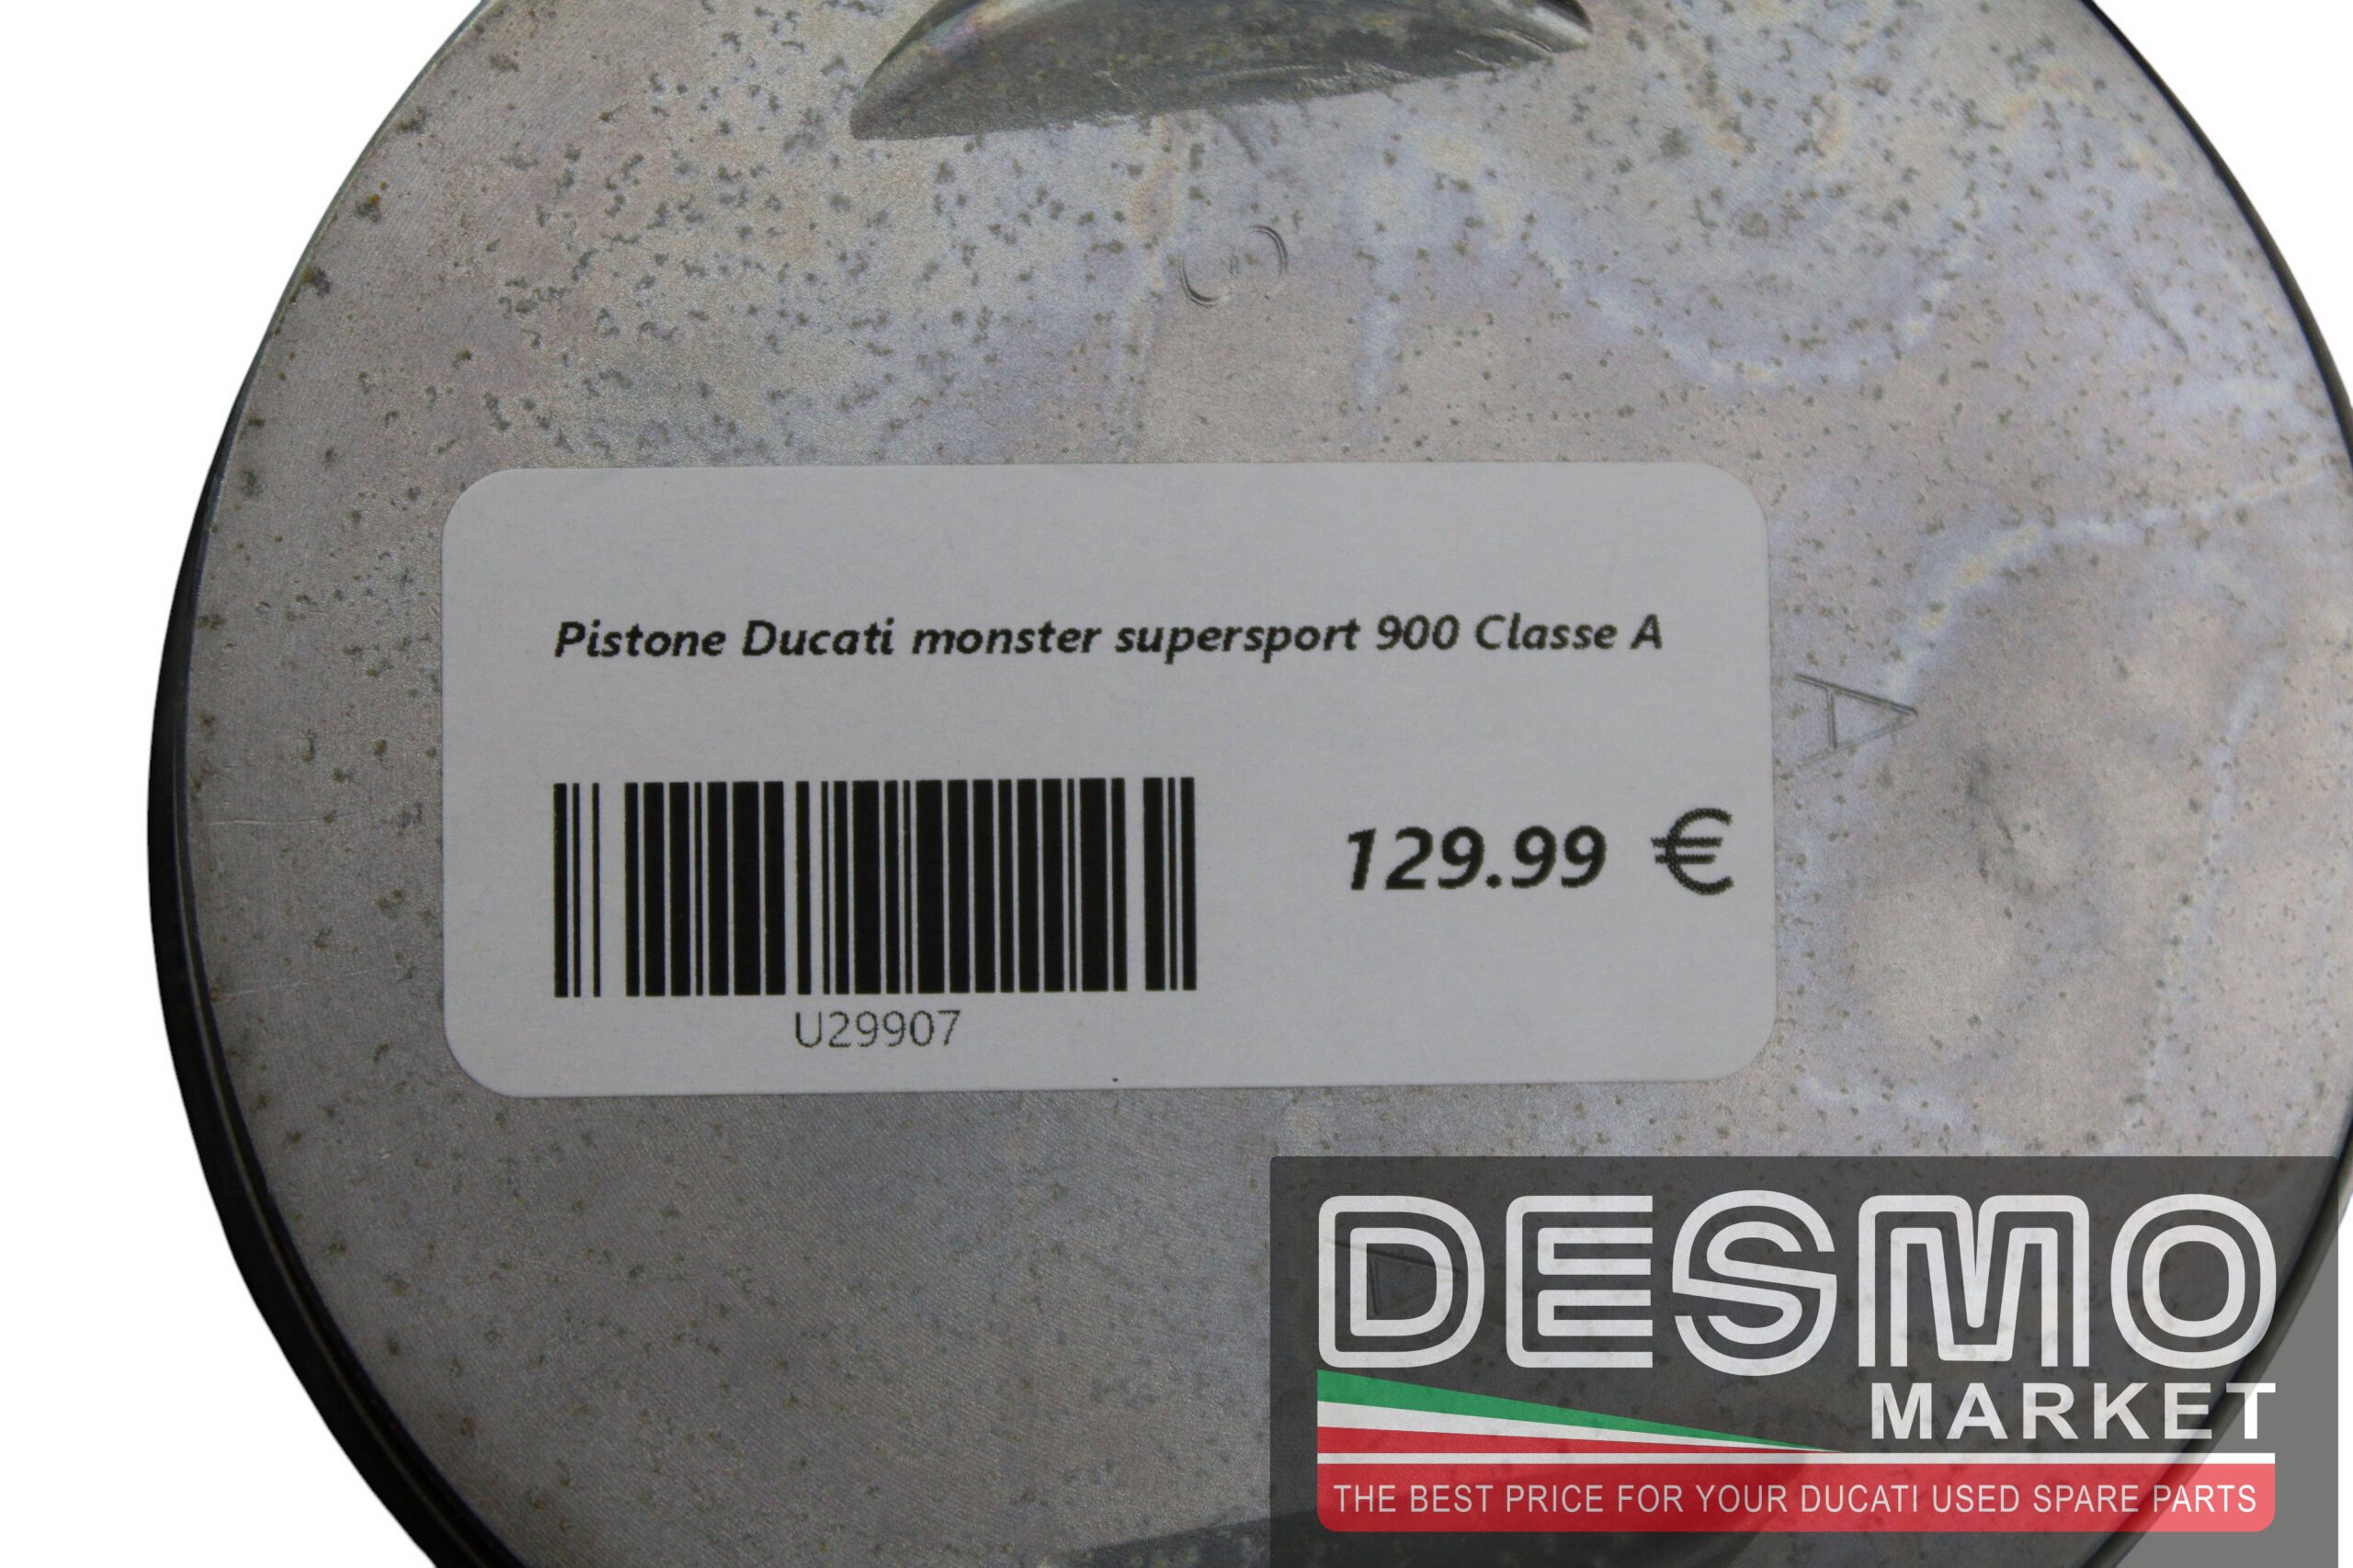 Pistone Ducati monster supersport 900 Classe A
A
129.99 €
U29907
DESMO
MARKET
THE BEST PRICE FOR YOUR DUCATI USED SPARE PARTS